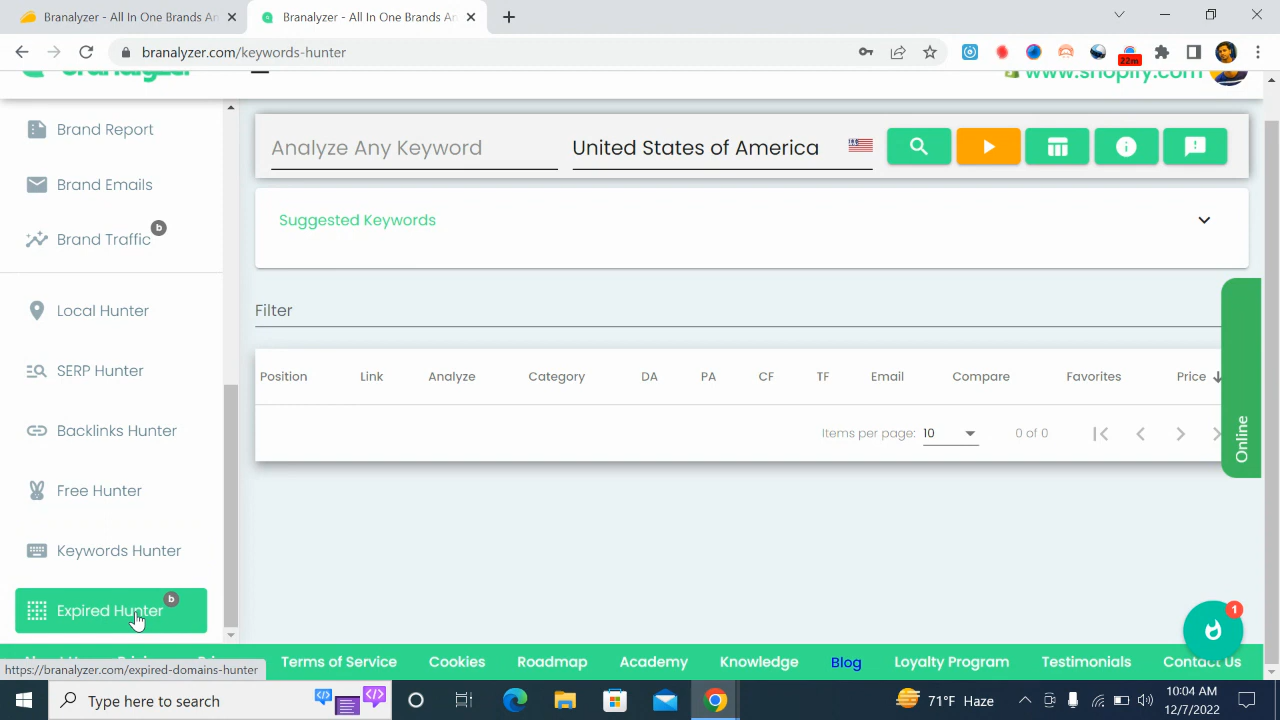 Branalyzer - All In One Brands An
Branalyzer - All In One Brands An
branalyzer.com/keywords-hunter
22m
www.shopify.com
Brand Report
Brand Emails
Brand Traffic b
Local Hunter
SERP Hunter
Backlinks Hunter
Free Hunter
Keywords Hunter
Expired Hunter b
Analyze Any Keyword
United States of America
Suggested Keywords
Filter
Position Link Analyze Category DA PA CF TF Email Compare Favorites Price
Items per page: 10 0 of 0
Online
1
Terms of Service Cookies Roadmap Academy Knowledge Blog Loyalty Program Testimonials Contact Us
https://branalyzer.com/expired-domains-hunter
Type here to search
71°F Haze
10:04 AM
12/7/2022